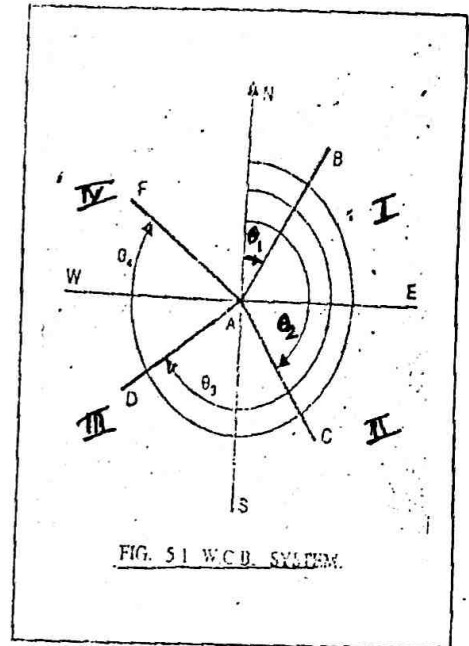 N
B
F
IV
I
θ₁
θ₄
W
E
A
θ₂
θ₃
D
III
C
II
S
FIG. 5.1 W.C.B. SYSTEM.